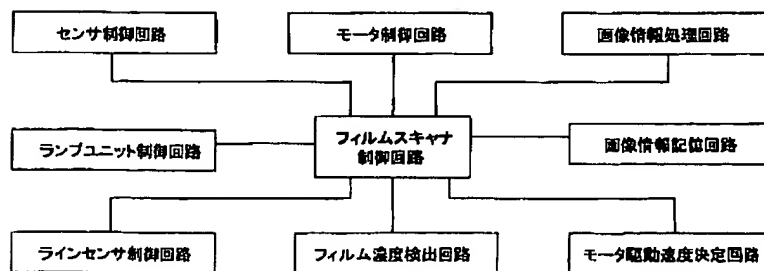 センサ制御回路
モータ制御回路
画像情報処理回路
ランプユニット制御回路
フィルムスキャナ
制御回路
画像情報記憶回路
ラインセンサ制御回路
フィルム濃度検出回路
モータ駆動速度決定回路